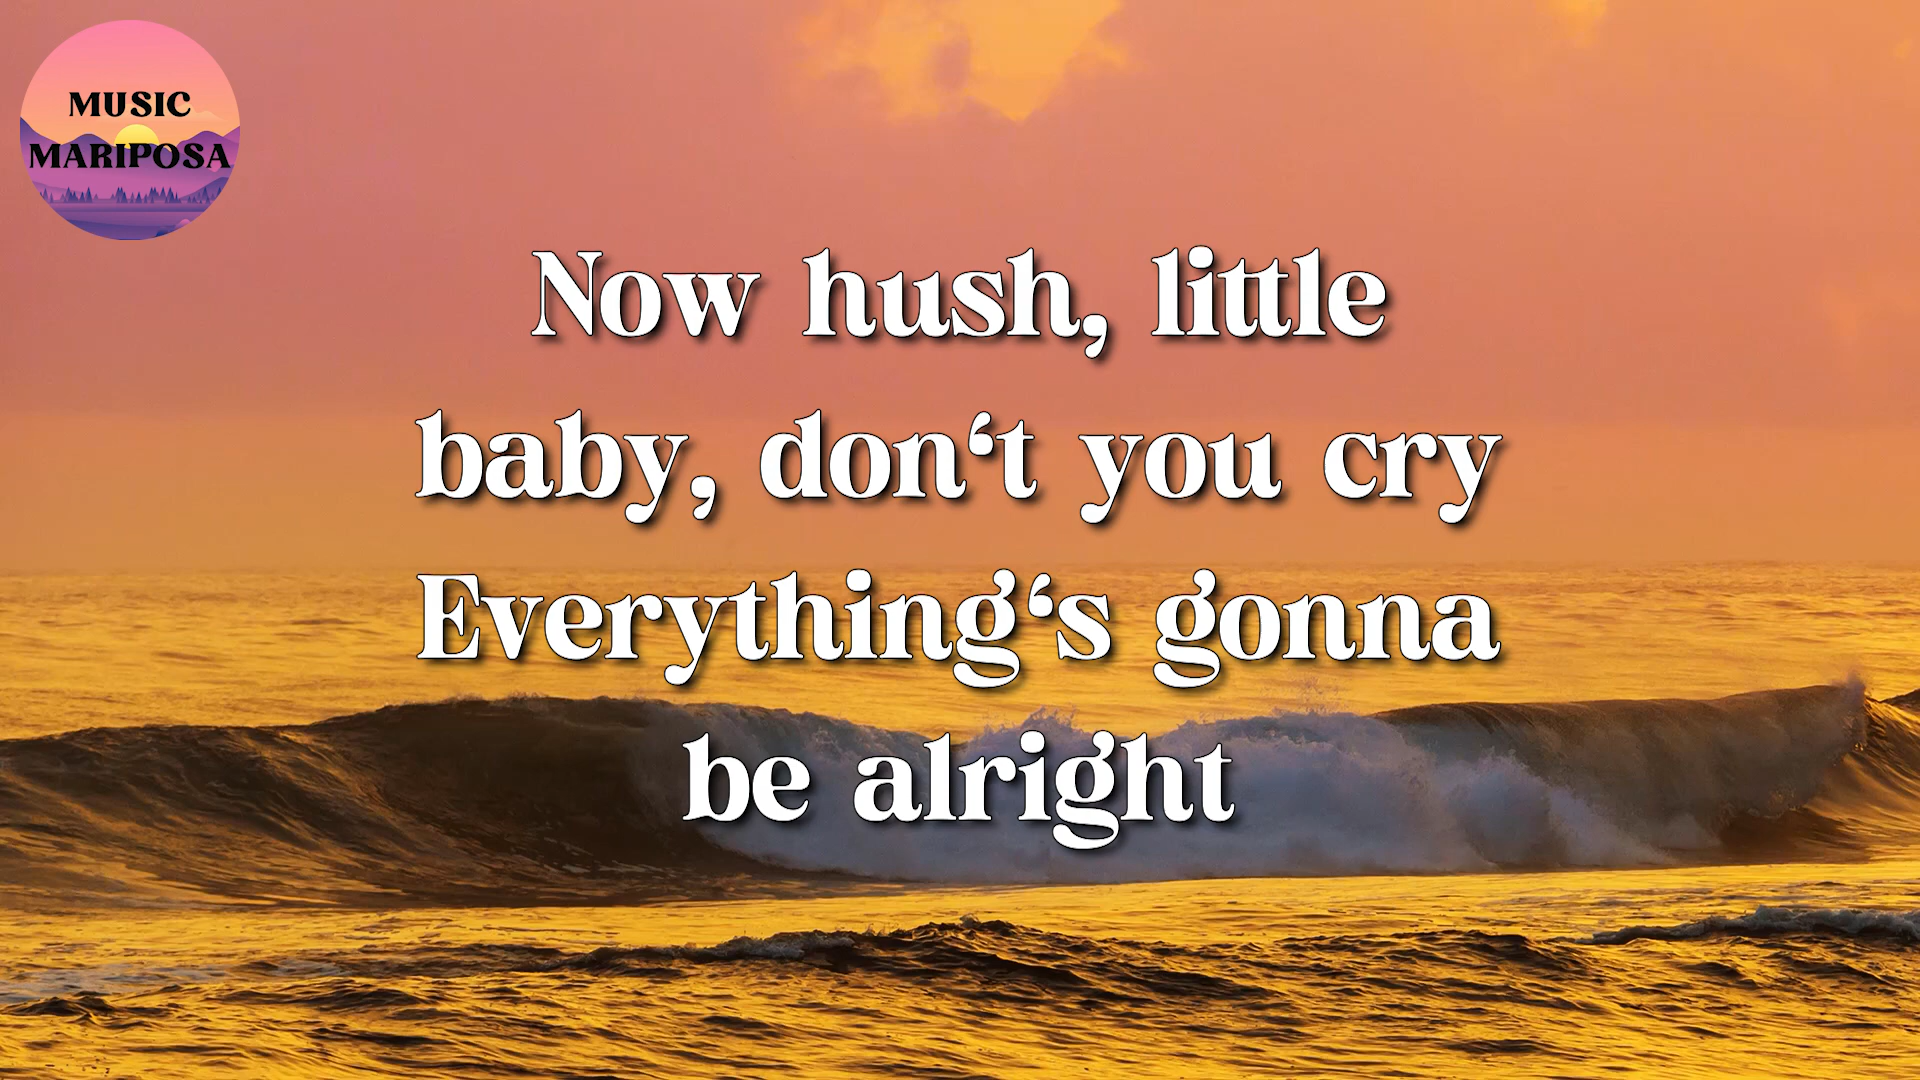 MUSIC
MARIPOSA
Now hush, little
baby, don‘t you cry
Everything‘s gonna
be alright